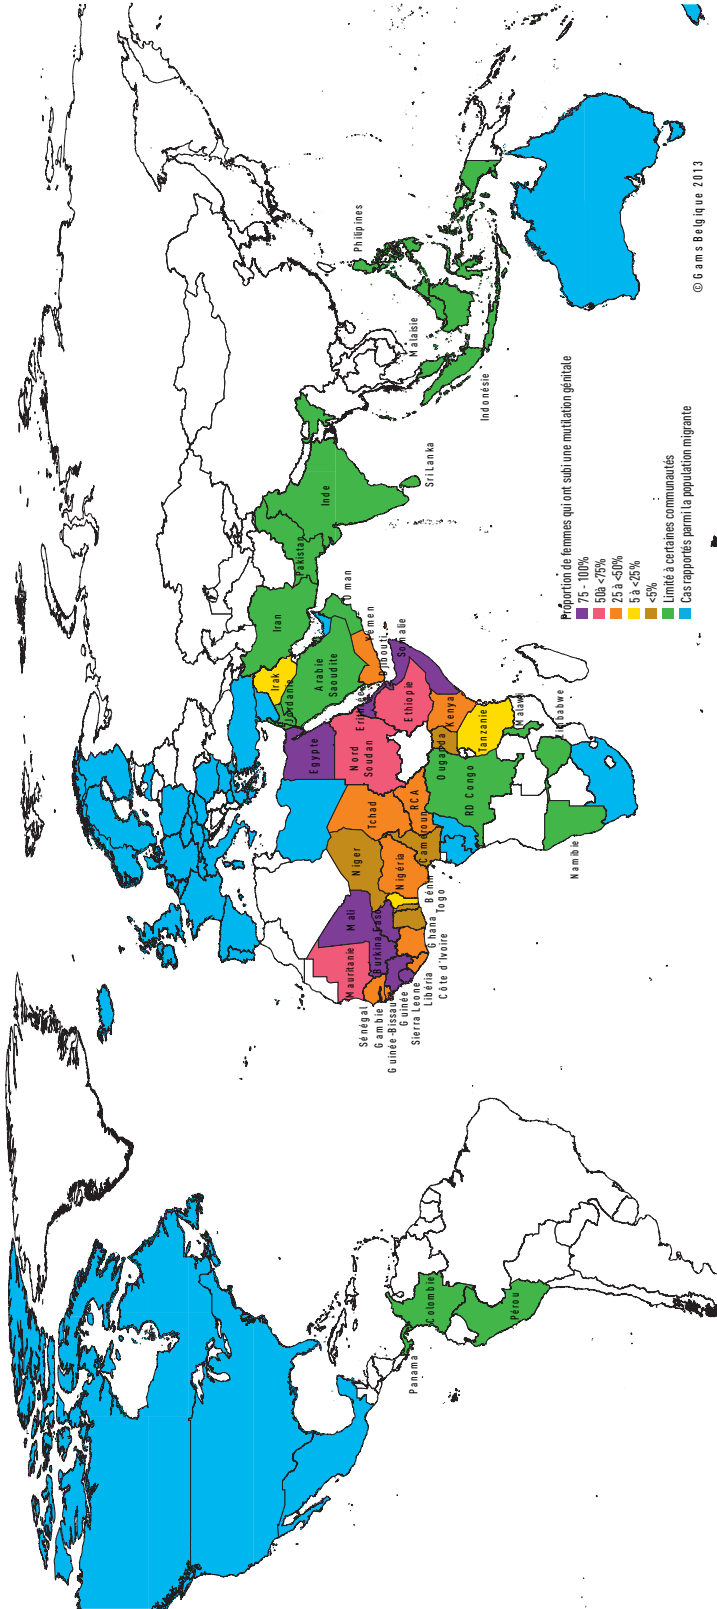 Philipines
Malaisie
Indonésie
Sri Lanka
Inde
Pakistan
Iran
Oman
Irak
Jordanie
Arabie
Saoudite
Yemen
Djibouti
Somalie
Erithrée
Ethiopie
Egypte
Nord
Soudan
Kenya
Ouganda
Tanzanie
Malawi
Zimbabwe
RD Congo
RCA
Tchad
Cameroun
Niger
Nigéria
Namibie
Mali
Burkina Faso
Bénin
Togo
Ghana
Côte d'Ivoire
Mauritanie
Sénégal
Gambie
Guinée-Bissau
Guinée
Sierra Leone
Libéria
Colombie
Pérou
Panama
Proportion de femmes qui ont subi une mutilation génitale
75 - 100%
50à <75%
25 à <50%
5 à <25%
<5%
Limité à certaines communautés
Cas rapportés parmi la population migrante
© Gams Belgique 2013